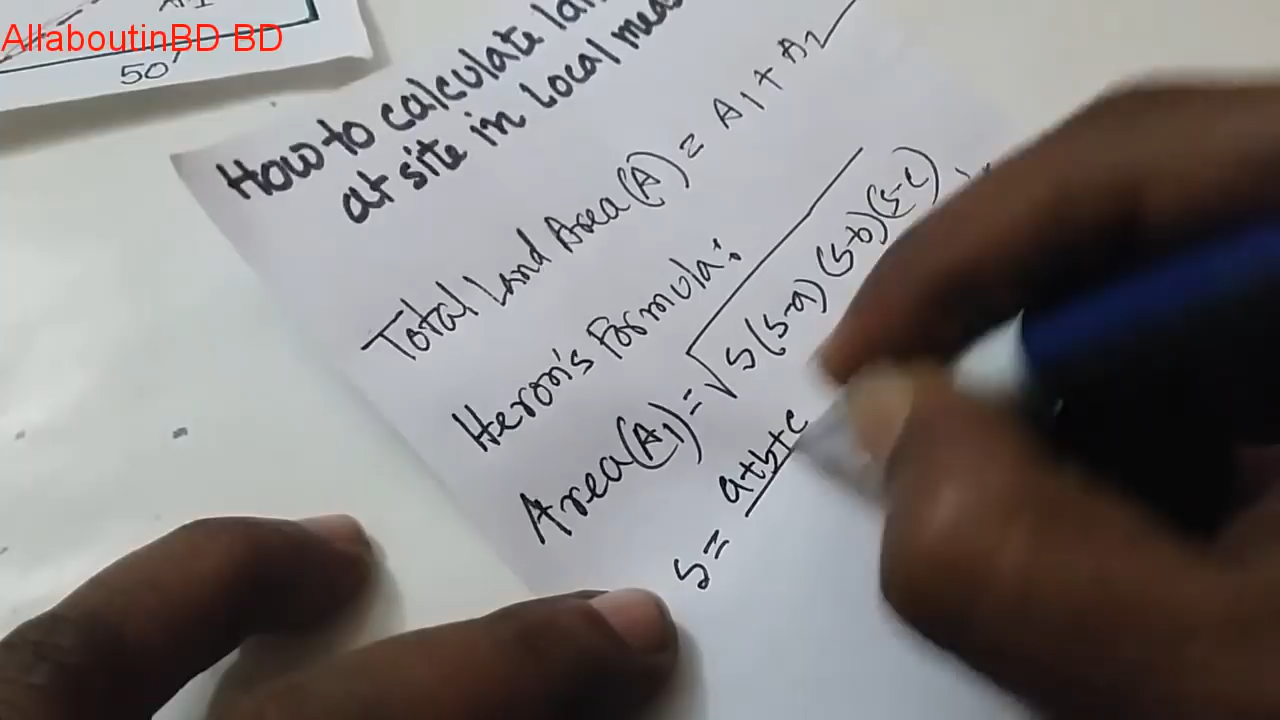 AllaboutinBD BD
50'
How to calculate
at site in Local
Total Land Area(A) = A1 + A2
Heron's Formula:
Area(A1) = √s(s-a)(s-b)(s-c)
s = a+b+c